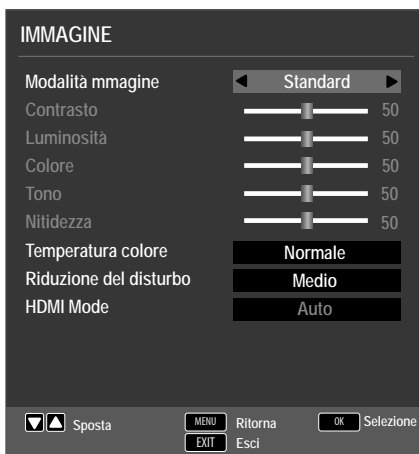 IMMAGINE
Modalità mmagine Standard
Contrasto 50
Luminosità 50
Colore 50
Tono 50
Nitidezza 50
Temperatura colore Normale
Riduzione del disturbo Medio
HDMI Mode Auto
Sposta MENU Ritorna OK Selezione
EXIT Esci